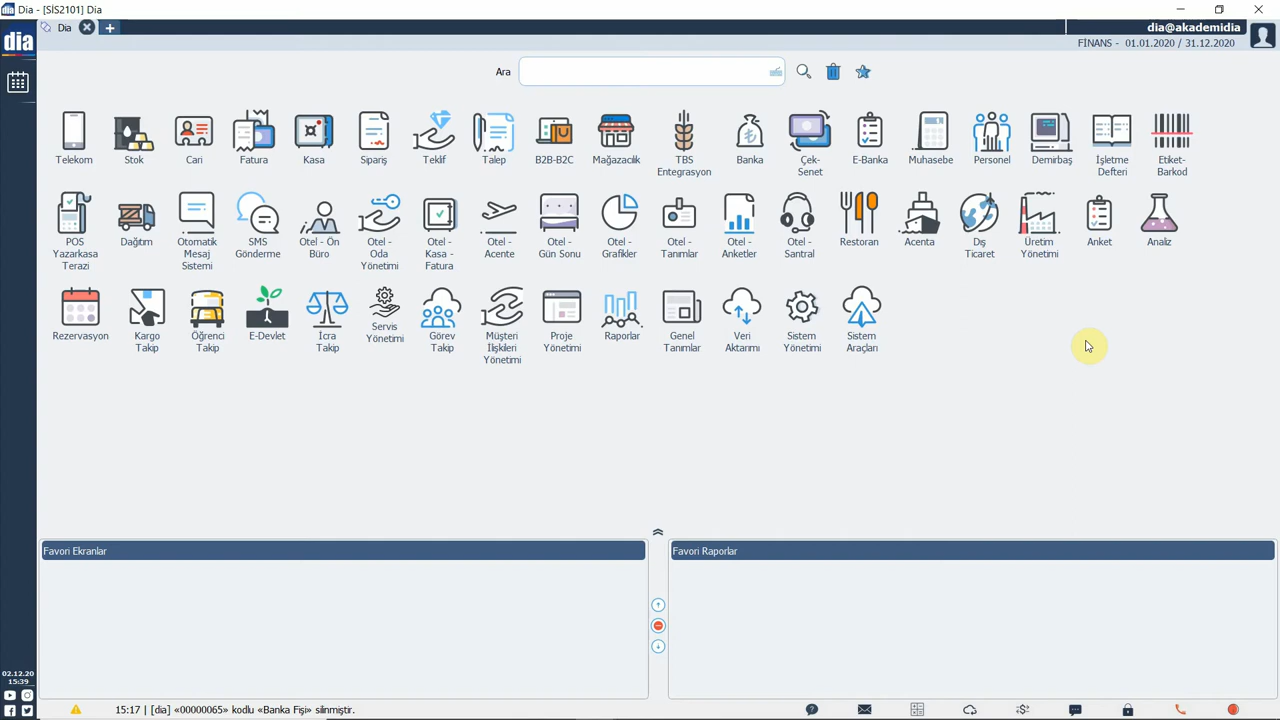 Dia - [SİS2101] Dia
Dia
dia@akademidia
FİNANS - 01.01.2020 / 31.12.2020
dia
Ara
Telekom
Stok
Cari
Fatura
Kasa
Sipariş
Teklif
Talep
B2B-B2C
Mağazacılık
TBS
Entegrasyon
Banka
Çek-
Senet
E-Banka
Muhasebe
Personel
Demirbaş
İşletme
Defteri
Etiket-
Barkod
POS
Yazarkasa
Terazi
Dağıtım
Otomatik
Mesaj
Sistemi
SMS
Gönderme
Otel - Ön
Büro
Otel -
Oda
Yönetimi
Otel -
Kasa -
Fatura
Otel -
Acente
Otel -
Gün Sonu
Otel -
Grafikler
Otel -
Tanımlar
Otel -
Anketler
Otel -
Santral
Restoran
Acenta
Dış
Ticaret
Üretim
Yönetimi
Anket
Analiz
Rezervasyon
Kargo
Takip
Öğrenci
Takip
E-Devlet
İcra
Takip
Servis
Yönetimi
Görev
Takip
Müşteri
İlişkileri
Yönetimi
Proje
Yönetimi
Raporlar
Genel
Tanımlar
Veri
Aktarımı
Sistem
Yönetimi
Sistem
Araçları
Favori Ekranlar
Favori Raporlar
02.12.20
15:39
15:17 | [dia] «00000065» kodlu «Banka Fişi» silinmiştir.